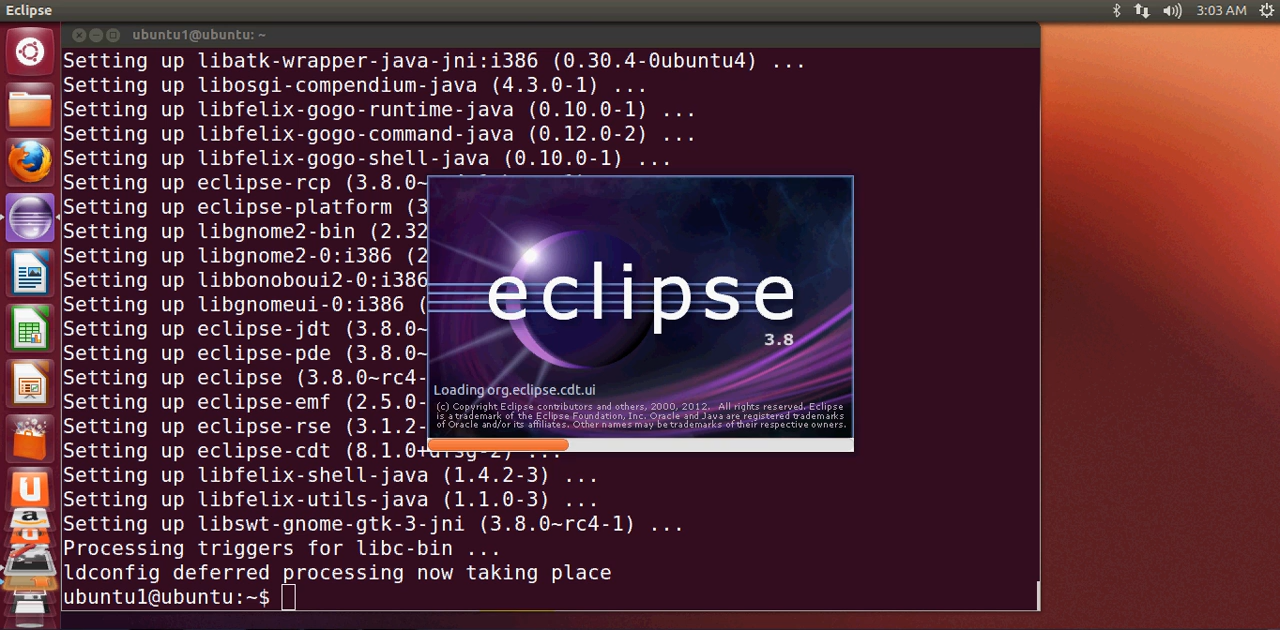 Eclipse
3:03 AM
ubuntu1@ubuntu: ~
Setting up libatk-wrapper-java-jni:i386 (0.30.4-0ubuntu4) ...
Setting up libosgi-compendium-java (4.3.0-1) ...
Setting up libfelix-gogo-runtime-java (0.10.0-1) ...
Setting up libfelix-gogo-command-java (0.12.0-2) ...
Setting up libfelix-gogo-shell-java (0.10.0-1) ...
Setting up eclipse-rcp (3.8.0~
Setting up eclipse-platform (3
Setting up libgnome2-bin (2.32
Setting up libgnome2-0:i386 (2
Setting up libbonoboui2-0:i386
Setting up libgnomeui-0:i386 (
Setting up eclipse-jdt (3.8.0~
Setting up eclipse-pde (3.8.0~
Setting up eclipse (3.8.0~rc4-
Setting up eclipse-emf (2.5.0-
Setting up eclipse-rse (3.1.2-
Setting up eclipse-cdt (8.1.0+dfsg-2) ...
Setting up libfelix-shell-java (1.4.2-3) ...
Setting up libfelix-utils-java (1.1.0-3) ...
Setting up libswt-gnome-gtk-3-jni (3.8.0~rc4-1) ...
Processing triggers for libc-bin ...
ldconfig deferred processing now taking place
ubuntu1@ubuntu:~$
eclipse
3.8
Loading org.eclipse.cdt.ui
(c) Copyright Eclipse contributors and others, 2000, 2012. All rights reserved. Eclipse
is a trademark of the Eclipse Foundation, Inc. Oracle and Java are registered trademarks
of Oracle and/or its affiliates. Other names may be trademarks of their respective owners.